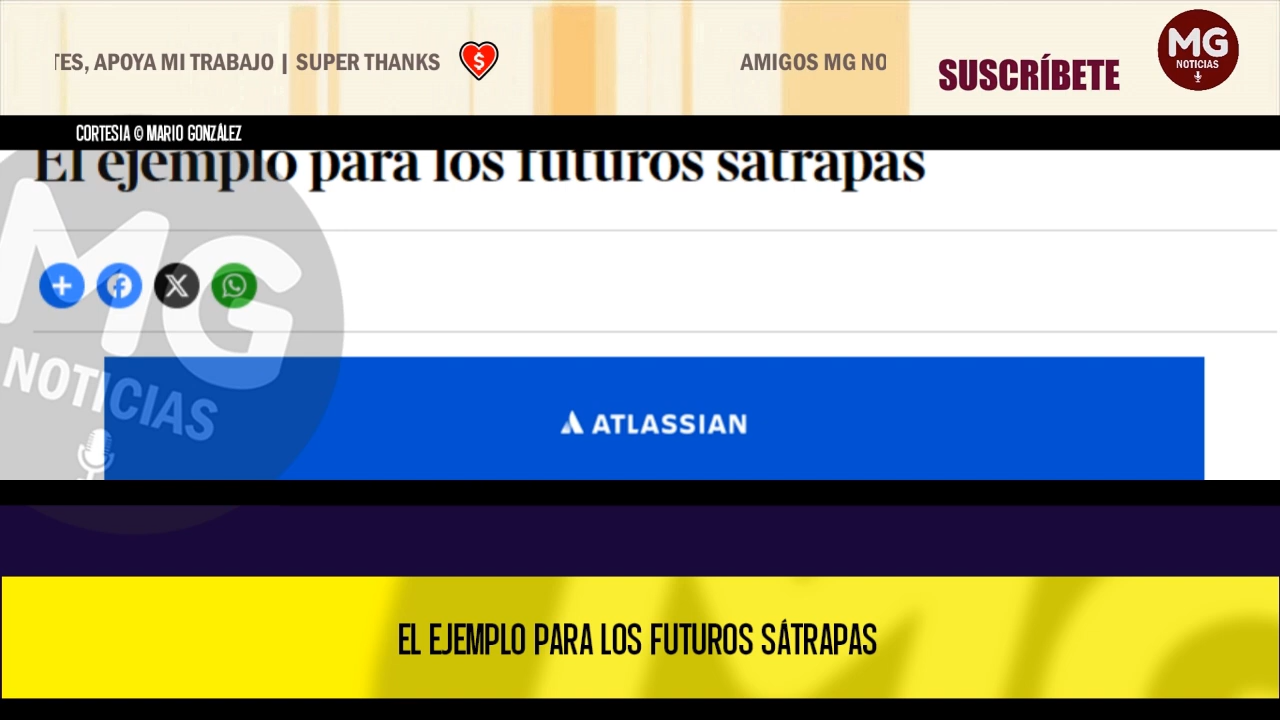 TES, APOYA MI TRABAJO | SUPER THANKS
AMIGOS MG NO
SUSCRÍBETE
MG
NOTICIAS
CORTESIA © MARIO GONZÁLEZ
El ejemplo para los futuros sátrapas
MG
NOTICIAS
ATLASSIAN
EL EJEMPLO PARA LOS FUTUROS SÁTRAPAS